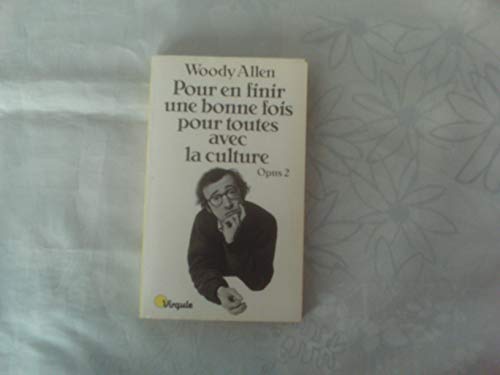 Woody Allen
Pour en finir
une bonne fois
pour toutes
avec
la culture
Opus 2
Virgule